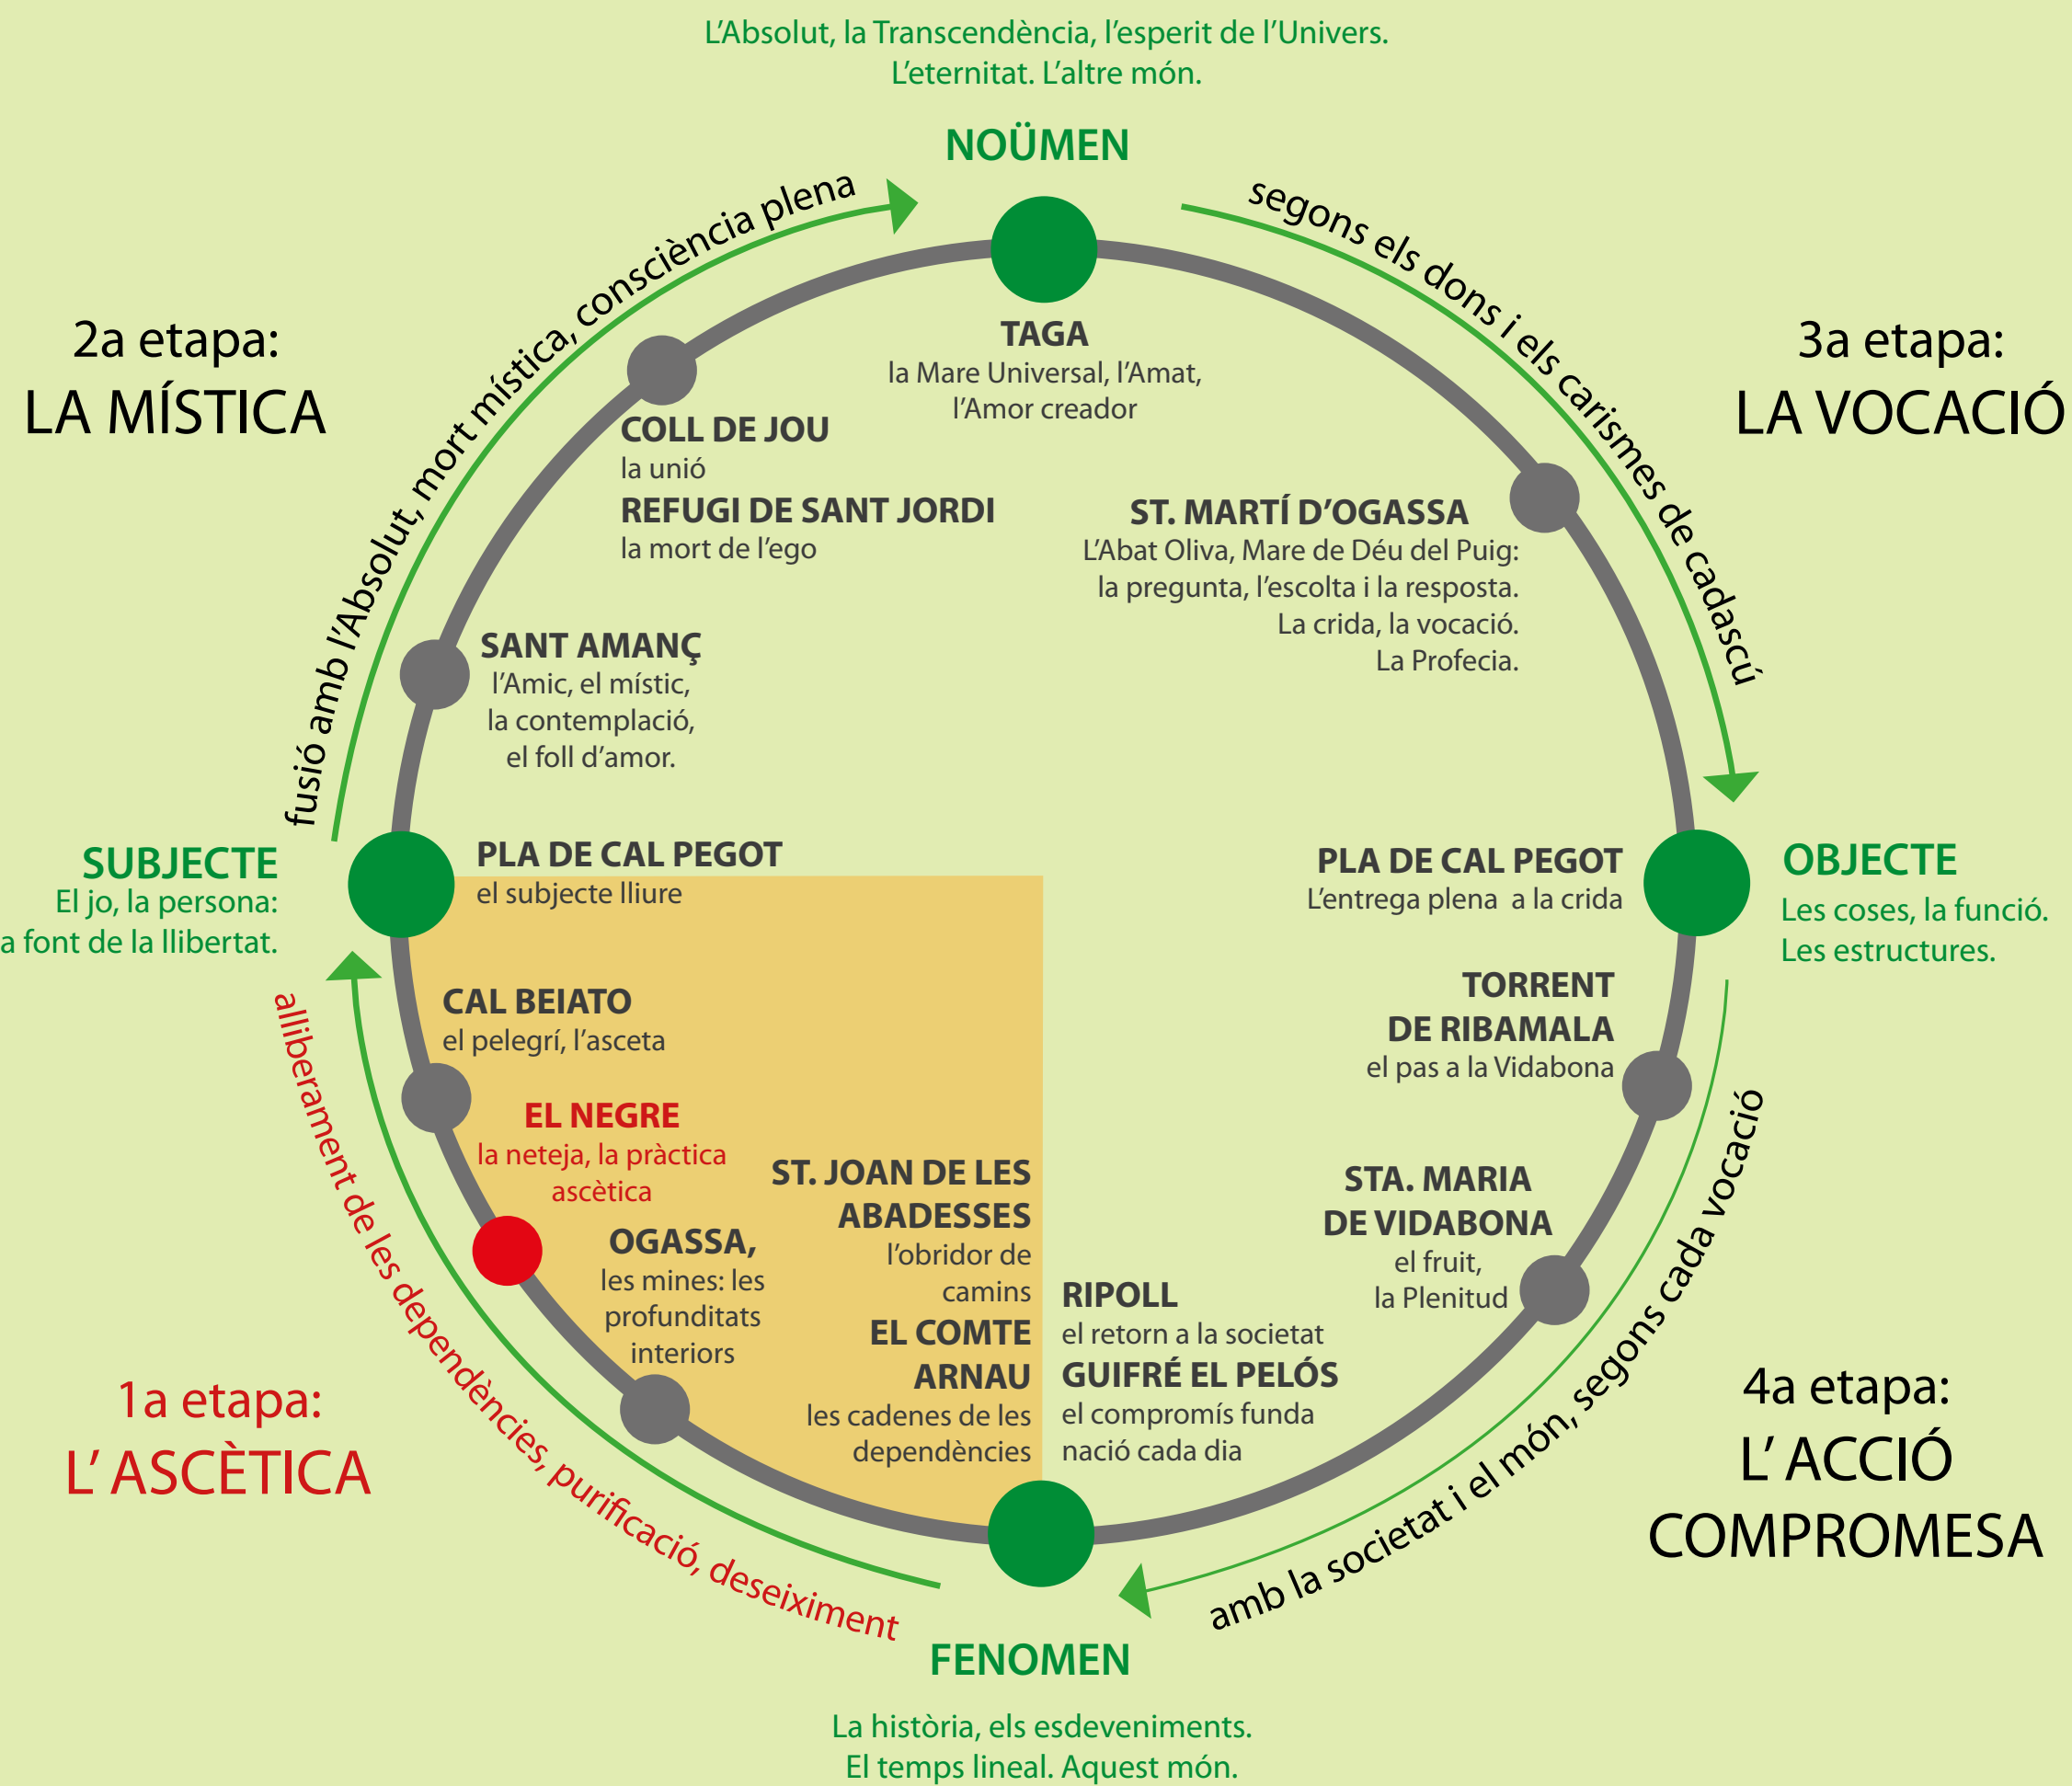 L’Absolut, la Transcendència, l’esperit de l’Univers.
L’eternitat. L’altre món.
NOÜMEN
fusió amb l’Absolut, mort mística, consciència plena
segons els dons i els carismes de cadascú
2a etapa:
LA MÍSTICA
3a etapa:
LA VOCACIÓ
TAGA
la Mare Universal, l’Amat,
l’Amor creador
COLL DE JOU
la unió
REFUGI DE SANT JORDI
la mort de l’ego
ST. MARTÍ D’OGASSA
L’Abat Oliva, Mare de Déu del Puig:
la pregunta, l’escolta i la resposta.
La crida, la vocació.
La Profecia.
SANT AMANÇ
l’Amic, el místic,
la contemplació,
el foll d’amor.
SUBJECTE
El jo, la persona:
a font de la llibertat.
PLA DE CAL PEGOT
el subjecte lliure
PLA DE CAL PEGOT
L’entrega plena  a la crida
OBJECTE
Les coses, la funció.
Les estructures.
CAL BEIATO
el pelegrí, l’asceta
TORRENT
DE RIBAMALA
el pas a la Vidabona
EL NEGRE
la neteja, la pràctica
ascètica
OGASSA,
les mines: les
profunditats
interiors
ST. JOAN DE LES
ABADESSES
l’obridor de
camins
EL COMTE
ARNAU
les cadenes de les
dependències
RIPOLL
el retorn a la societat
GUIFRÉ EL PELÓS
el compromís funda
nació cada dia
STA. MARIA
DE VIDABONA
el fruit,
la Plenitud
alliberament de les dependències, purificació, deseiximent
amb la societat i el món, segons cada vocació
1a etapa:
L’ ASCÈTICA
4a etapa:
L’ ACCIÓ
COMPROMESA
FENOMEN
La història, els esdeveniments.
El temps lineal. Aquest món.